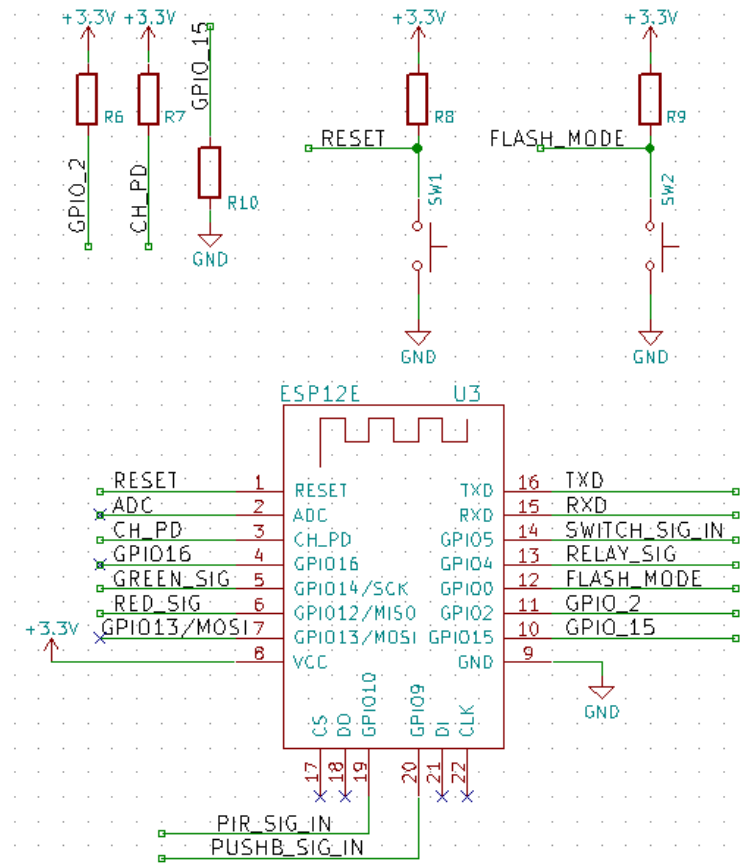 +3.3V +3.3V +3.3V +3.3V
GPIO_15
R6 R7 R8 R9
RESET FLASH_MODE
GPIO_2 CH_PD
R10
SW1 SW2
GND
GND GND
ESP12E U3
RESET 1 RESET TXD 16 TXD
ADC 2 ADC RXD 15 RXD
CH_PD 3 CH_PD GPIO5 14 SWITCH_SIG_IN
GPIO16 4 GPIO16 GPIO4 13 RELAY_SIG
GREEN_SIG 5 GPIO14/SCK GPIO0 12 FLASH_MODE
RED_SIG 6 GPIO12/MISO GPIO2 11 GPIO_2
+3.3V GPIO13/MOSI 7 GPIO13/MOSI GPIO15 10 GPIO_15
8 VCC GND 9
GND
CS DO GPIO10 GPIO9 DI CLK
17 18 19 20 21 22
PIR_SIG_IN
PUSHB_SIG_IN